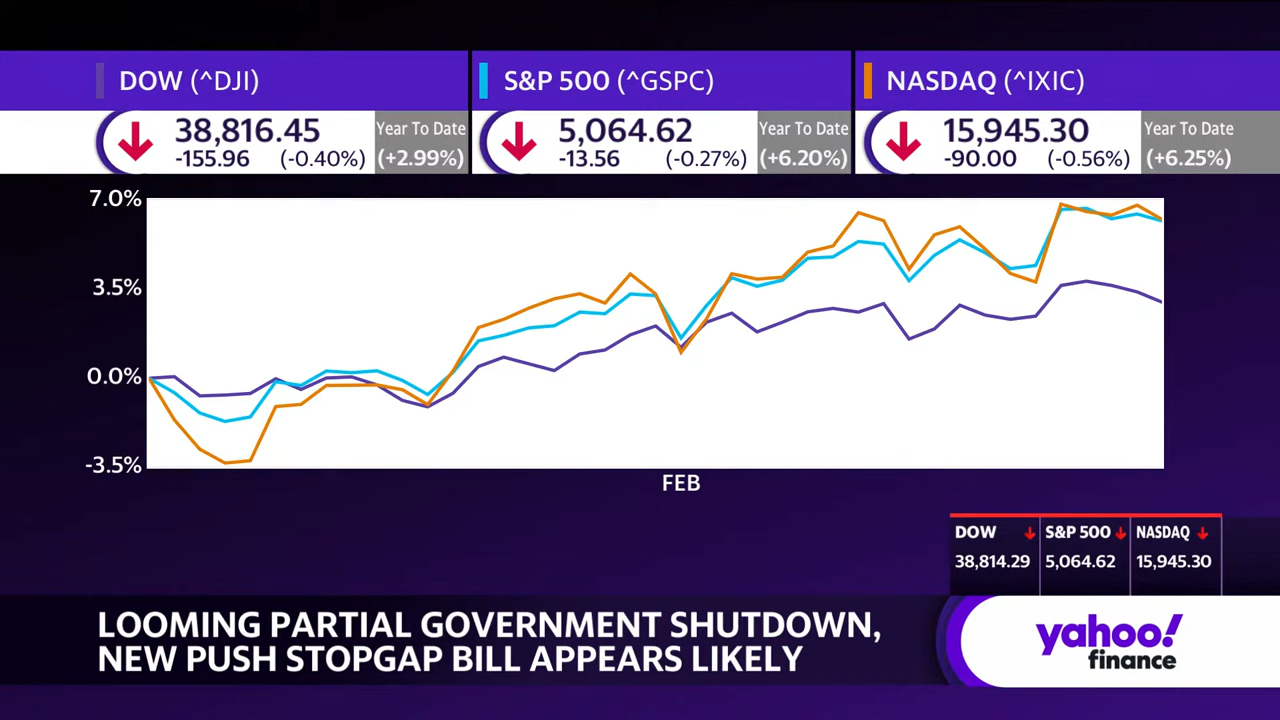 DOW (^DJI)
38,816.45
-155.96 (-0.40%)
Year To Date
(+2.99%)
S&P 500 (^GSPC)
5,064.62
-13.56 (-0.27%)
Year To Date
(+6.20%)
NASDAQ (^IXIC)
15,945.30
-90.00 (-0.56%)
Year To Date
(+6.25%)
7.0%
3.5%
0.0%
-3.5%
FEB
DOW S&P 500 NASDAQ
38,814.29 5,064.62 15,945.30
LOOMING PARTIAL GOVERNMENT SHUTDOWN,
NEW PUSH STOPGAP BILL APPEARS LIKELY
yahoo!
finance